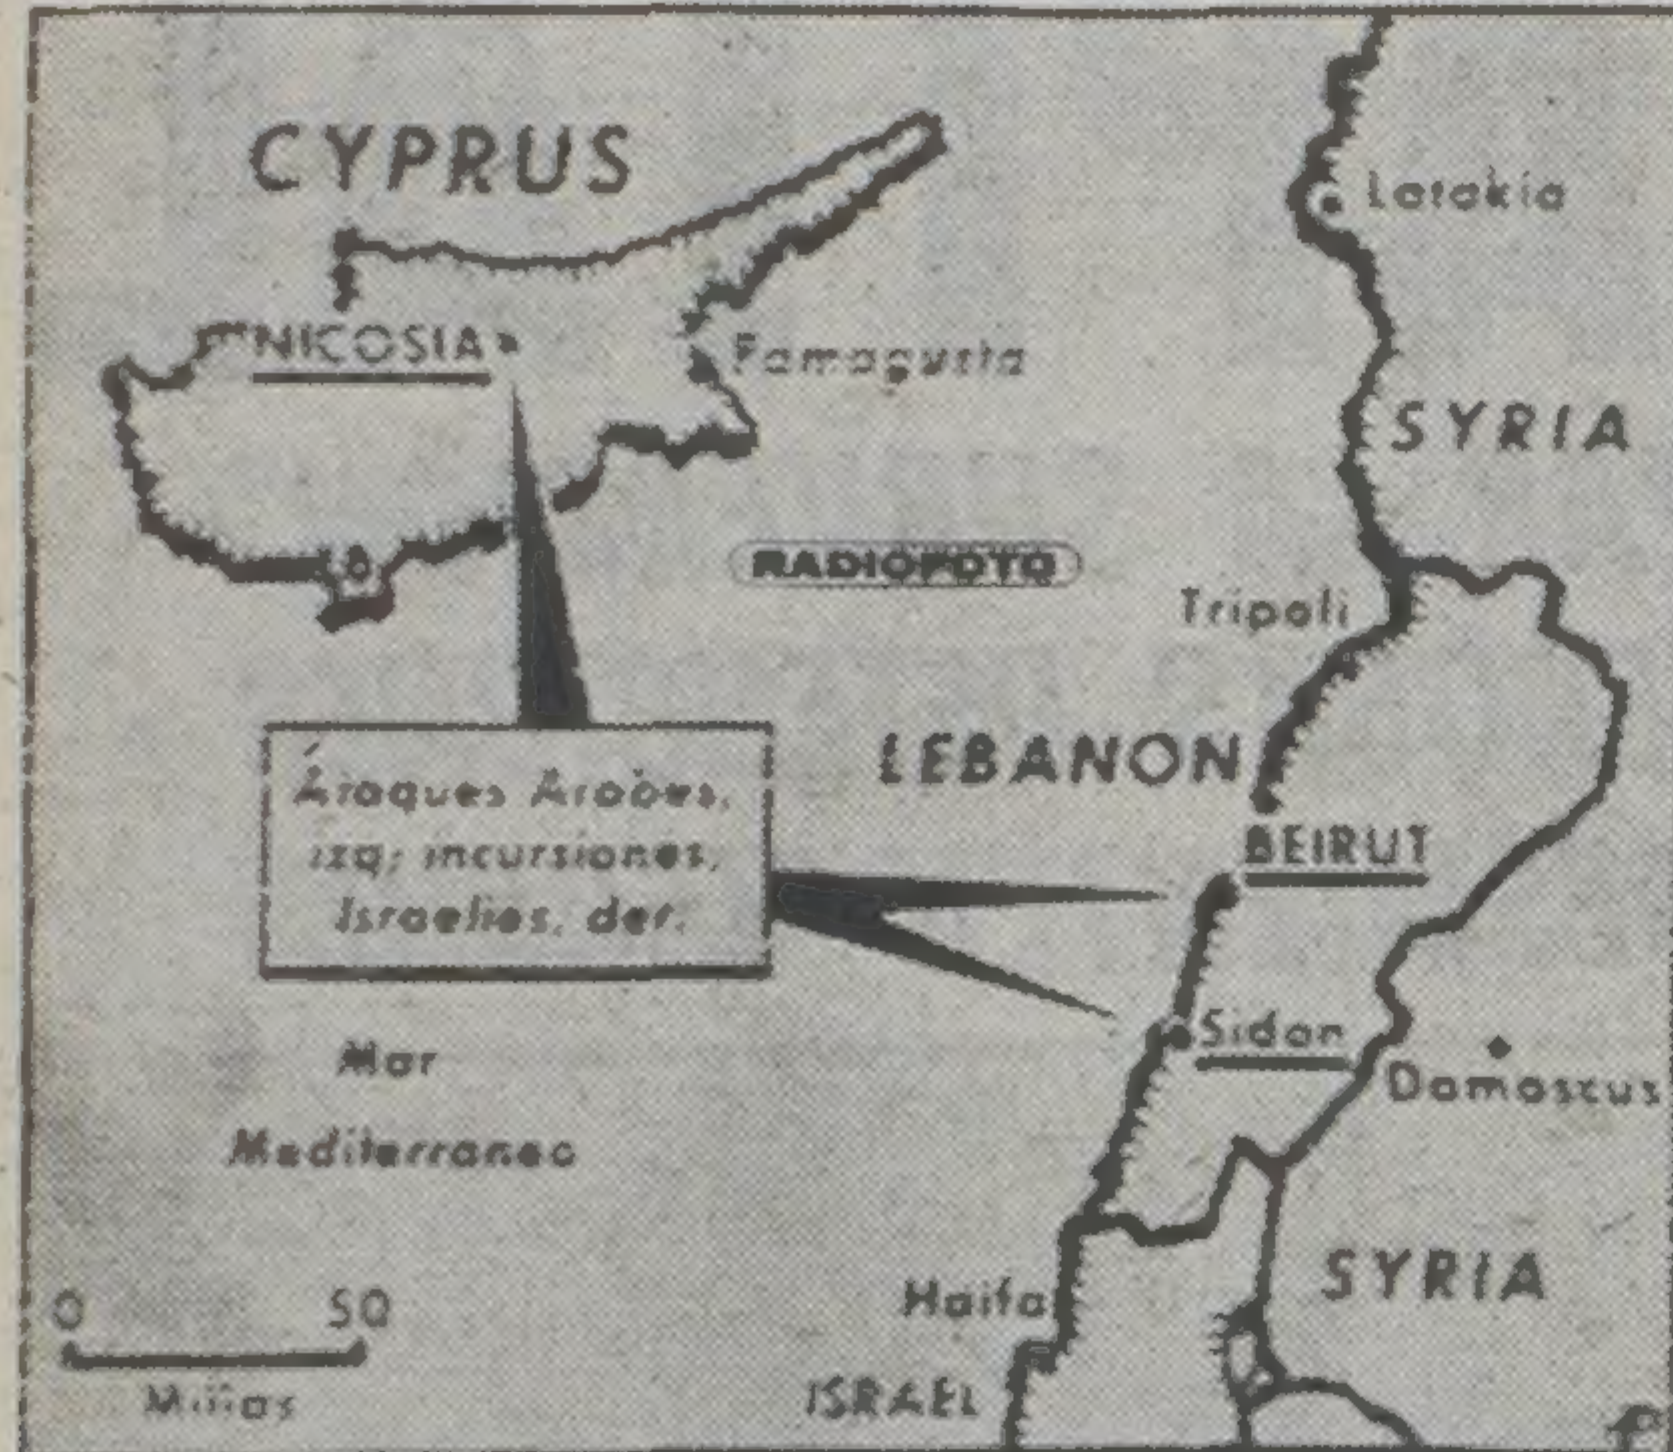 CYPRUS
Latakia
NICOSIA
Famagusta
SYRIA
RADIOFOTO
Tripoli
LEBANON
Ataques Arabes,
izq; incursiones,
Israelies, der.
BEIRUT
Sidon
Damascus
Mar
Mediterraneo
SYRIA
Haifa
0 50
Millas
ISRAEL